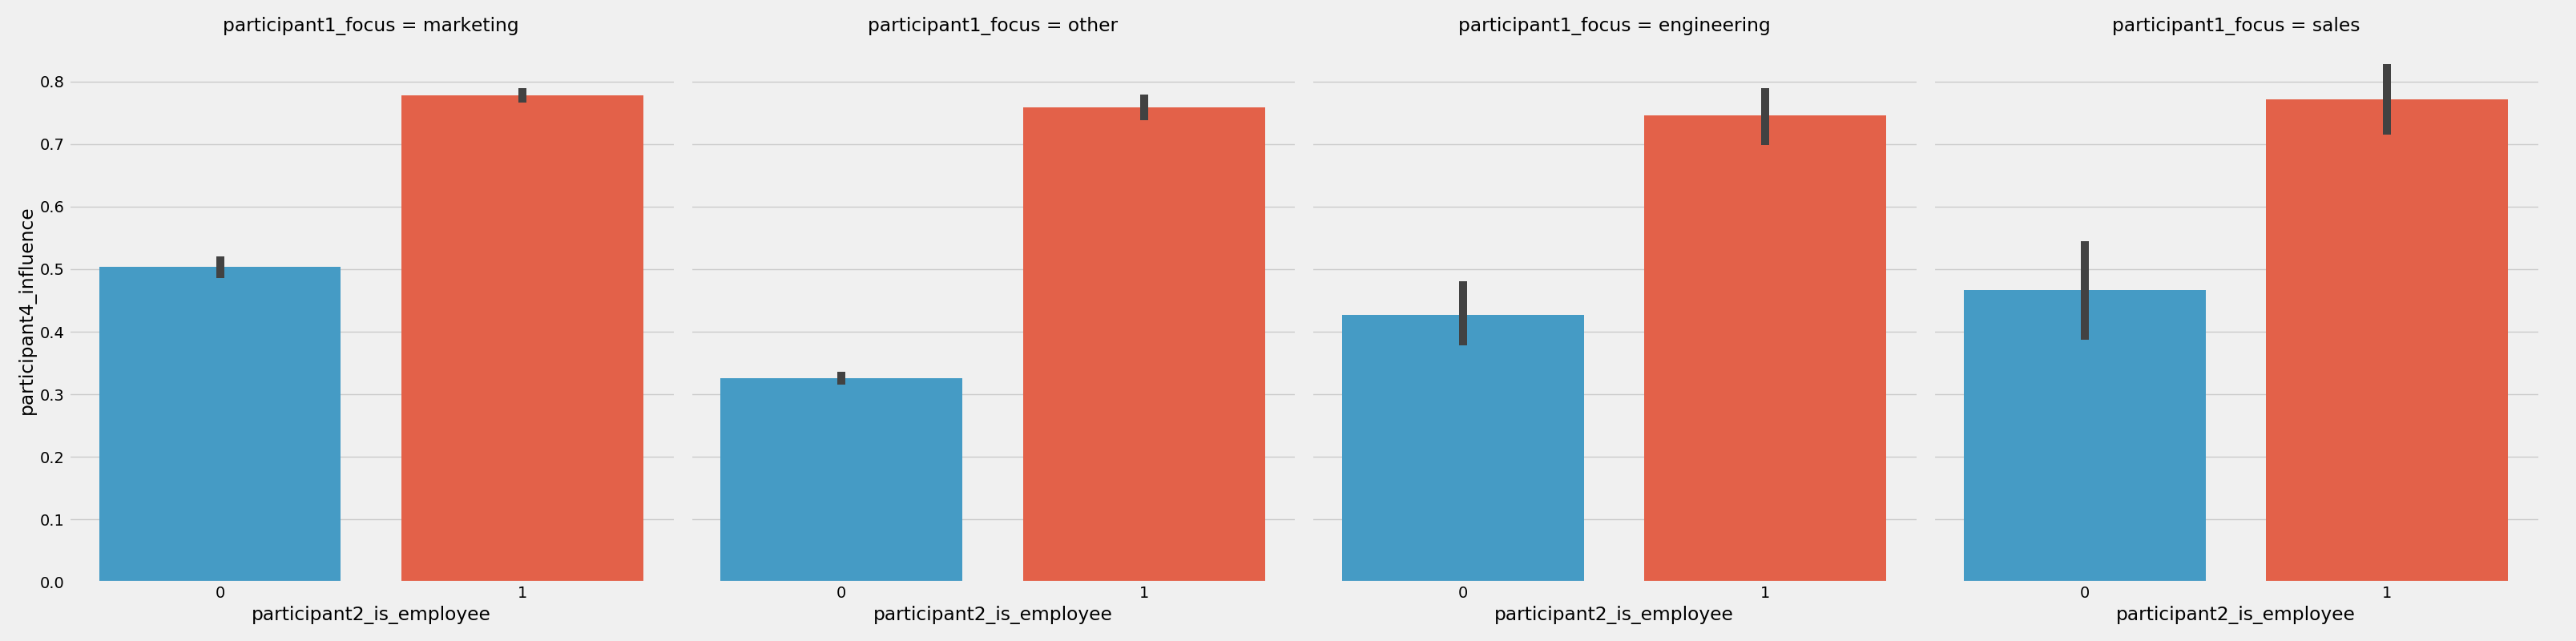 participant1_focus = marketing
participant1_focus = other
participant1_focus = engineering
participant1_focus = sales
participant4_influence
0.8
0.7
0.6
0.5
0.4
0.3
0.2
0.1
0.0
0 1
0 1
0 1
0 1
participant2_is_employee
participant2_is_employee
participant2_is_employee
participant2_is_employee